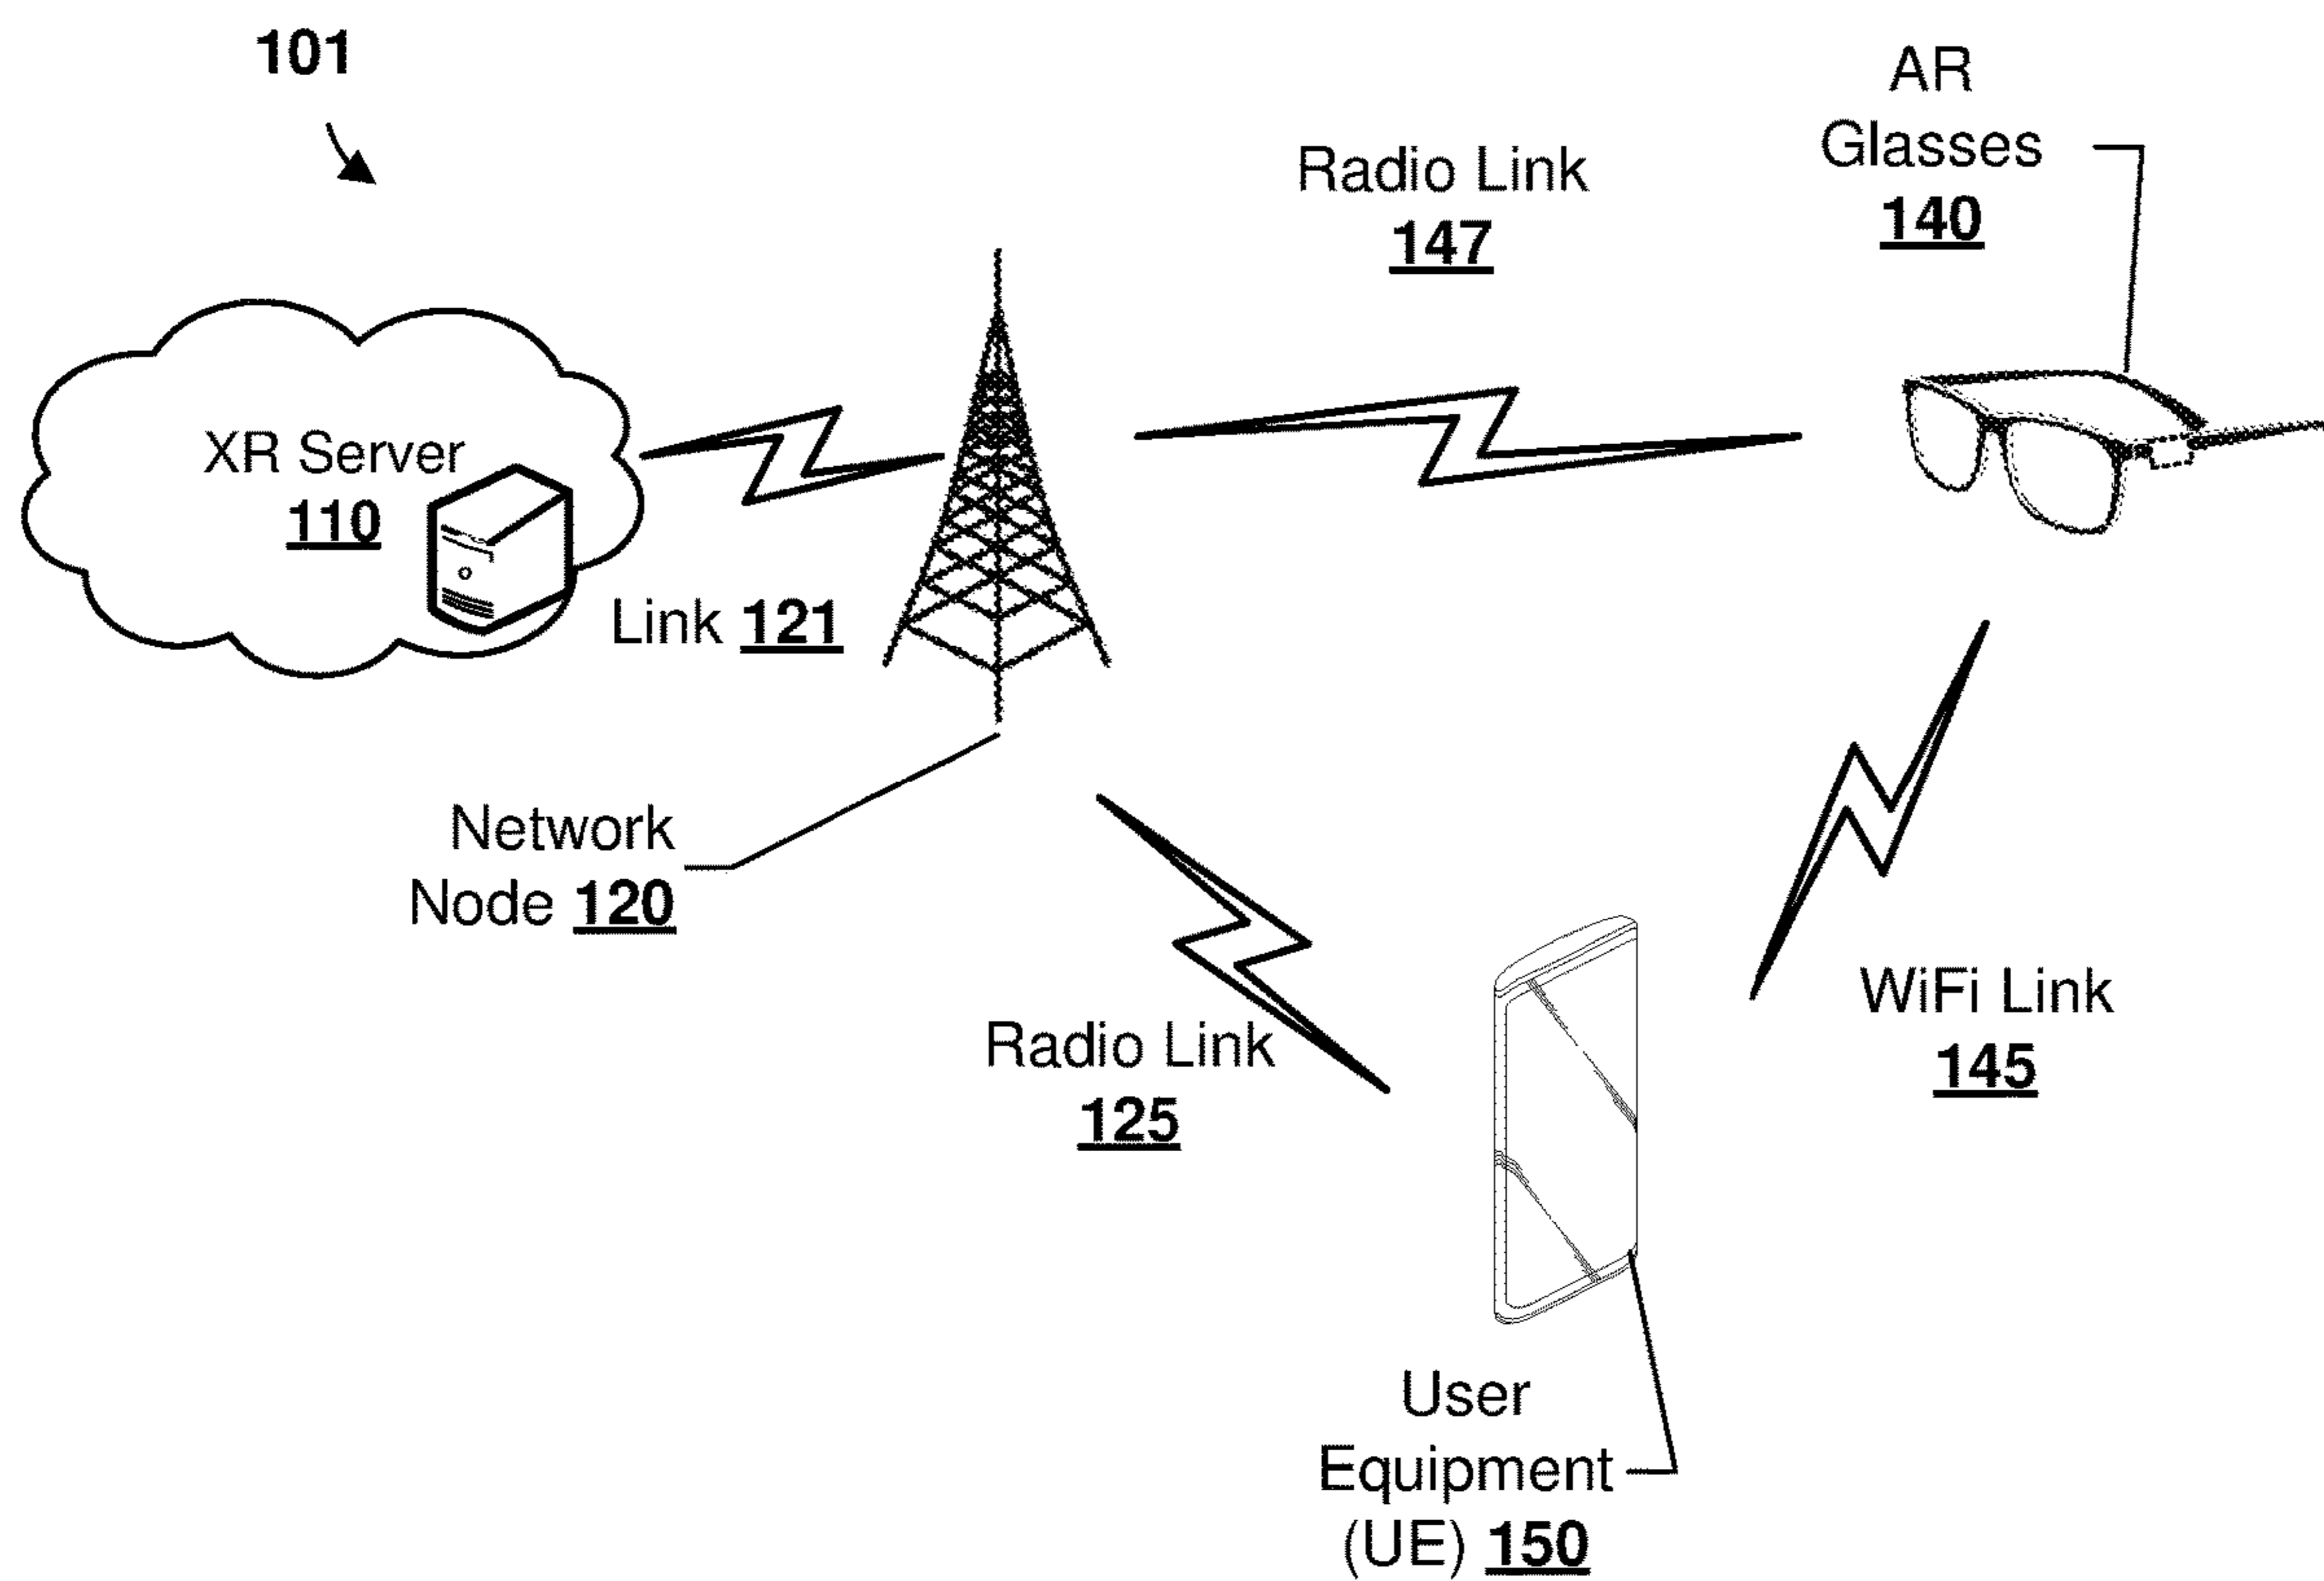 101
AR
Glasses
140
Radio Link
147
XR Server
110
Link 121
Network
Node 120
Radio Link
125
WiFi Link
145
User
Equipment
(UE) 150